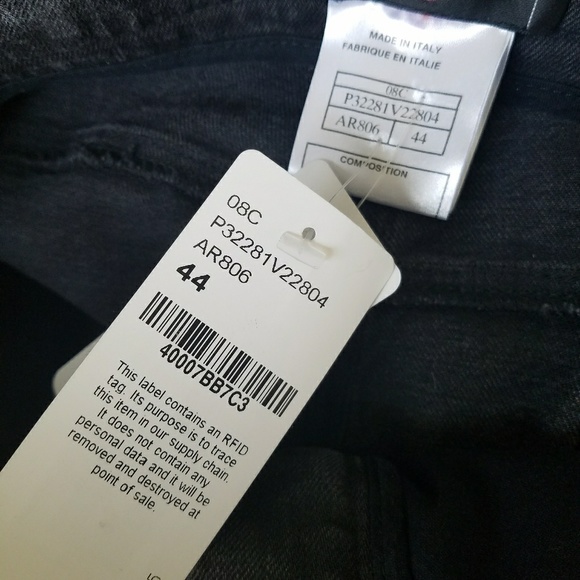 MADE IN ITALY
FABRIQUE EN ITALIE
08C
P32281V22804
AR806 44
COMPOSITION
08C
P32281V22804
AR806
44
40007BB7C3
This label contains an RFID
tag. Its purpose is to trace
this item in our supply chain.
It does not contain any
personal data and it will be
removed and destroyed at
point of sale.